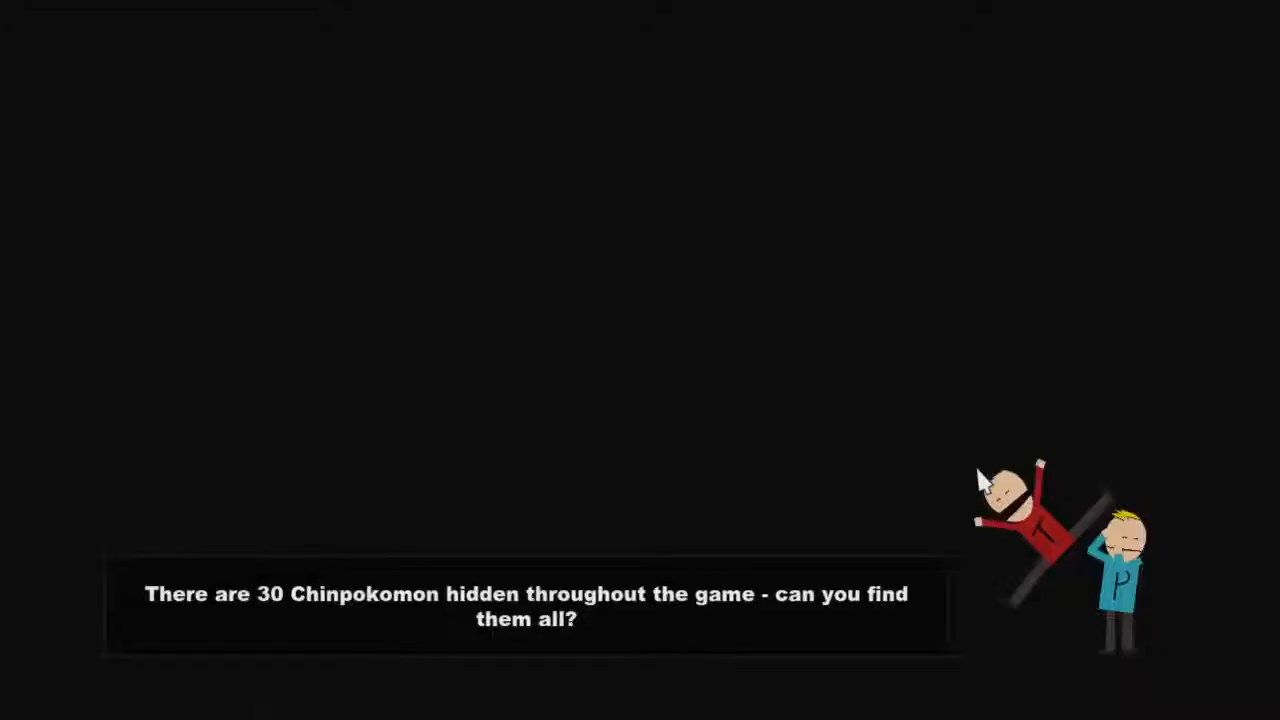 There are 30 Chinpokomon hidden throughout the game - can you find
them all?
T
P